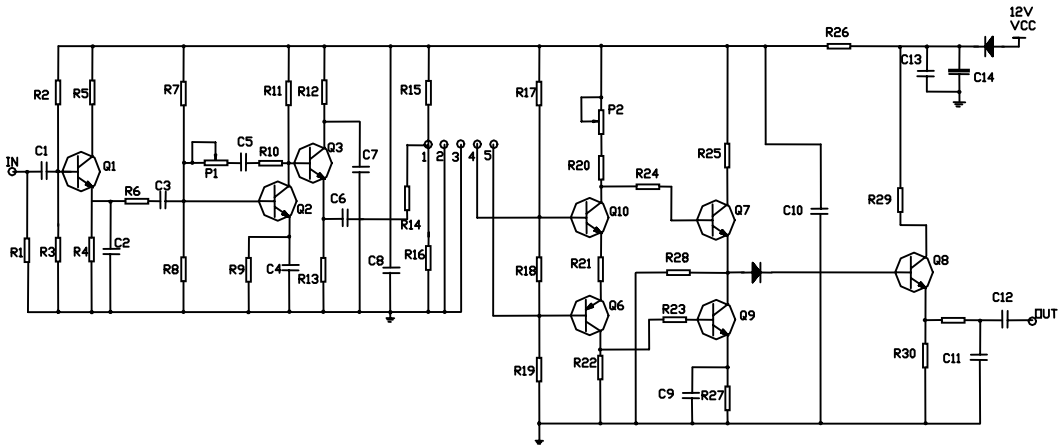 12V
VCC
R26
C13
C14
R2
R5
R7
R11
R12
R15
R17
P2
R25
IN
C1
Q1
P1
C5
R10
Q3
C7
1
2
3
4
5
R20
R24
R6
C3
Q2
C6
R14
Q10
Q7
C10
R29
R1
R3
R4
C2
R8
R9
C4
R13
C8
R16
R18
R21
R28
Q8
Q6
R23
Q9
C12
OUT
R19
R22
C9
R27
R30
C11